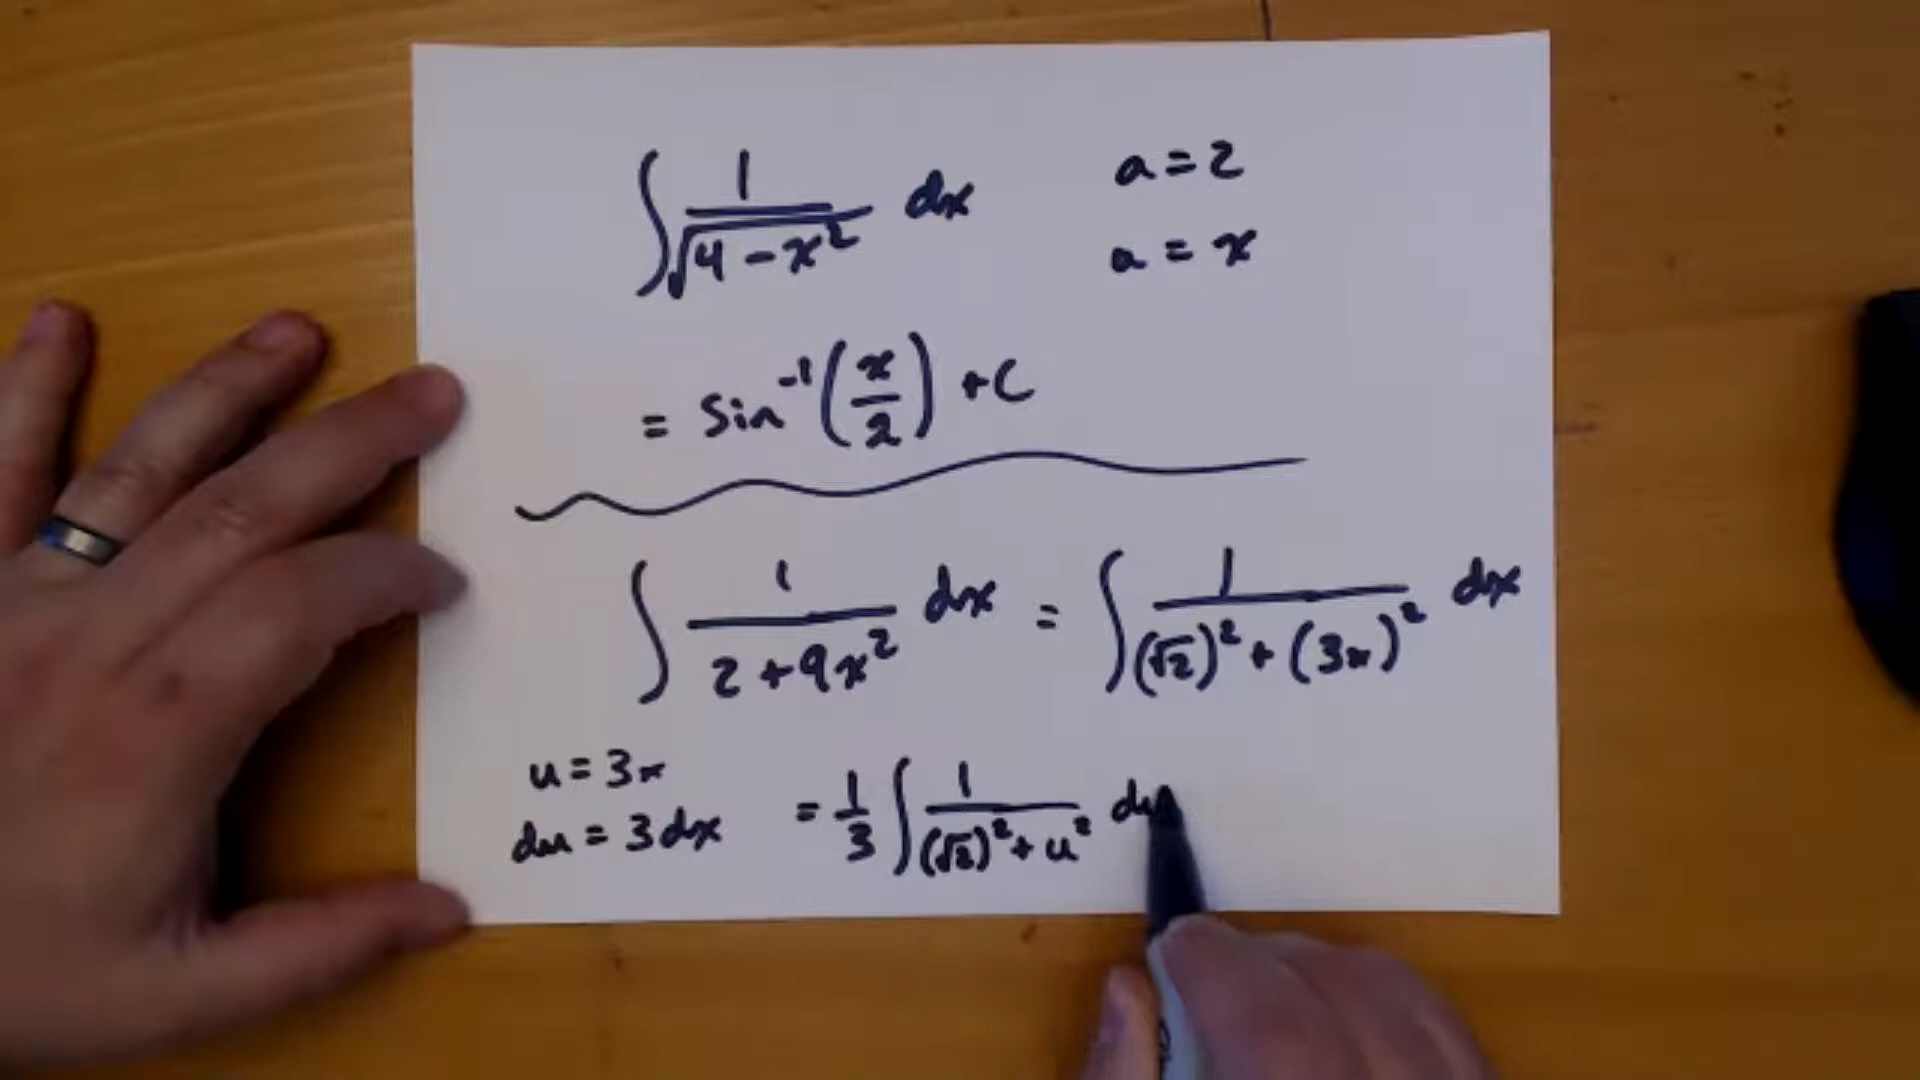 ∫ 1/√(4 - x²) dx   a = 2
a = x
= Sin⁻¹(x/2) + C
∫ 1/(2 + 9x²) dx = ∫ 1/((√2)² + (3x)²) dx
u = 3x
du = 3dx   = 1/3 ∫ 1/((√2)² + u²) du